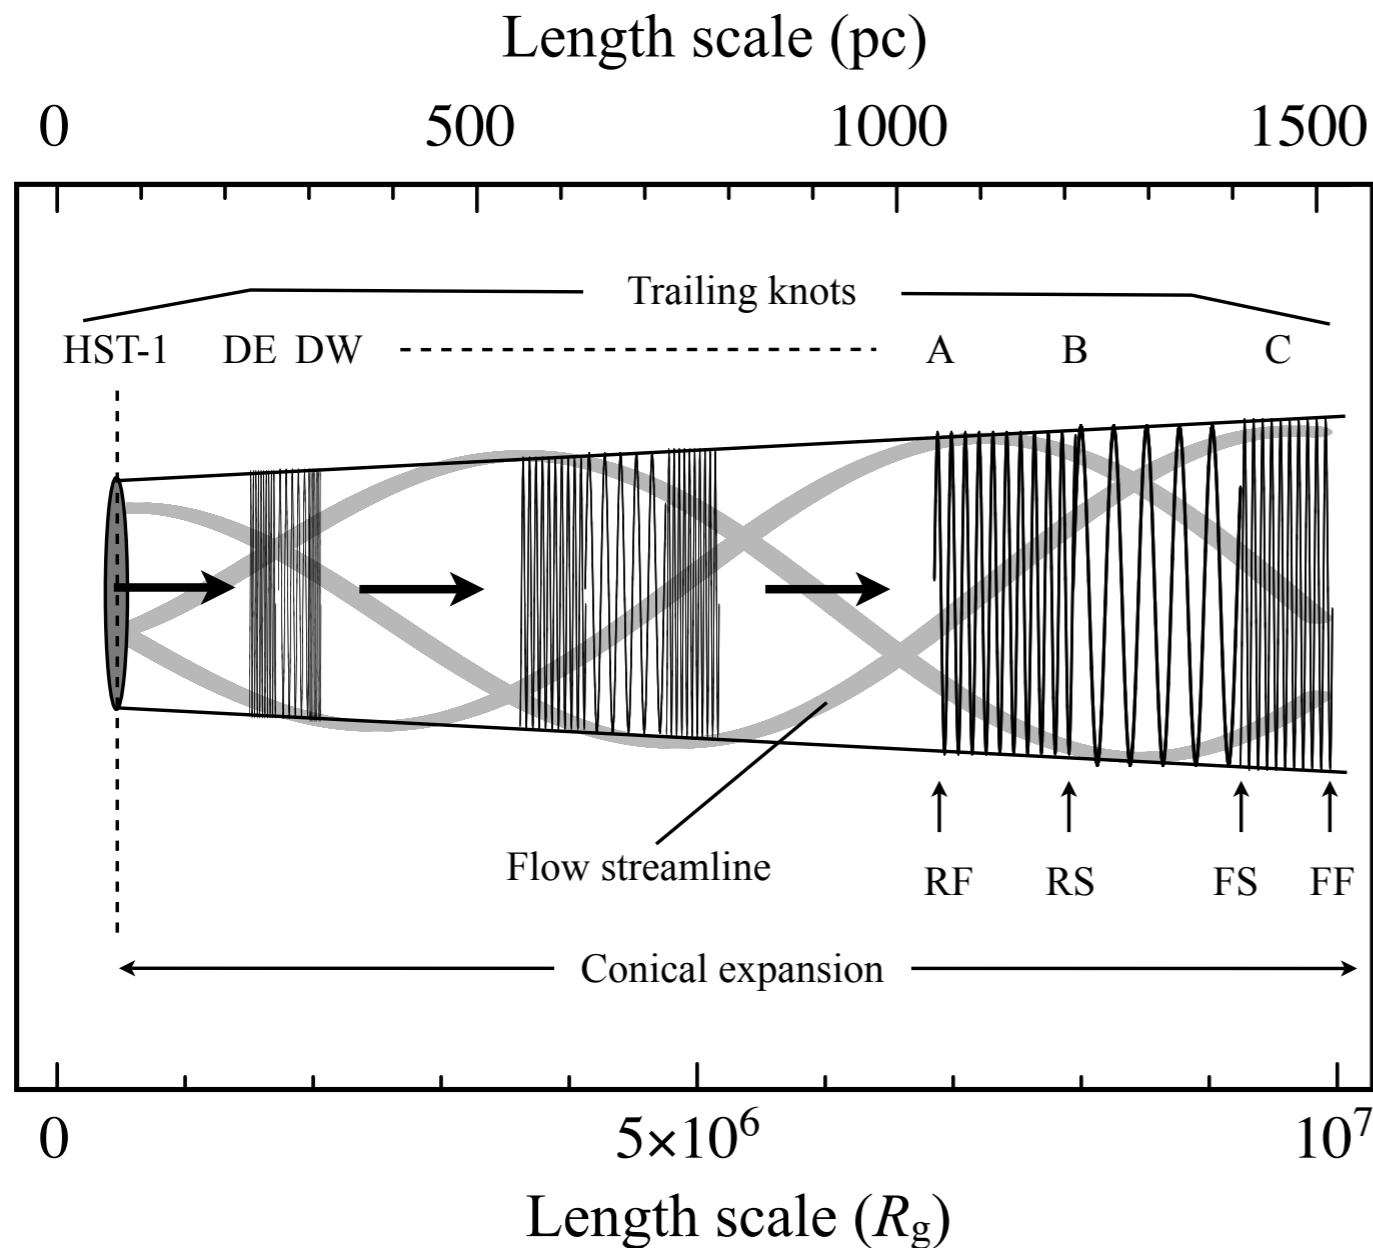 Length scale (pc)
0 500 1000 1500
Trailing knots
HST-1 DE DW A B C
Flow streamline
RF RS FS FF
Conical expansion
0 5×10⁶ 10⁷
Length scale (Rg)